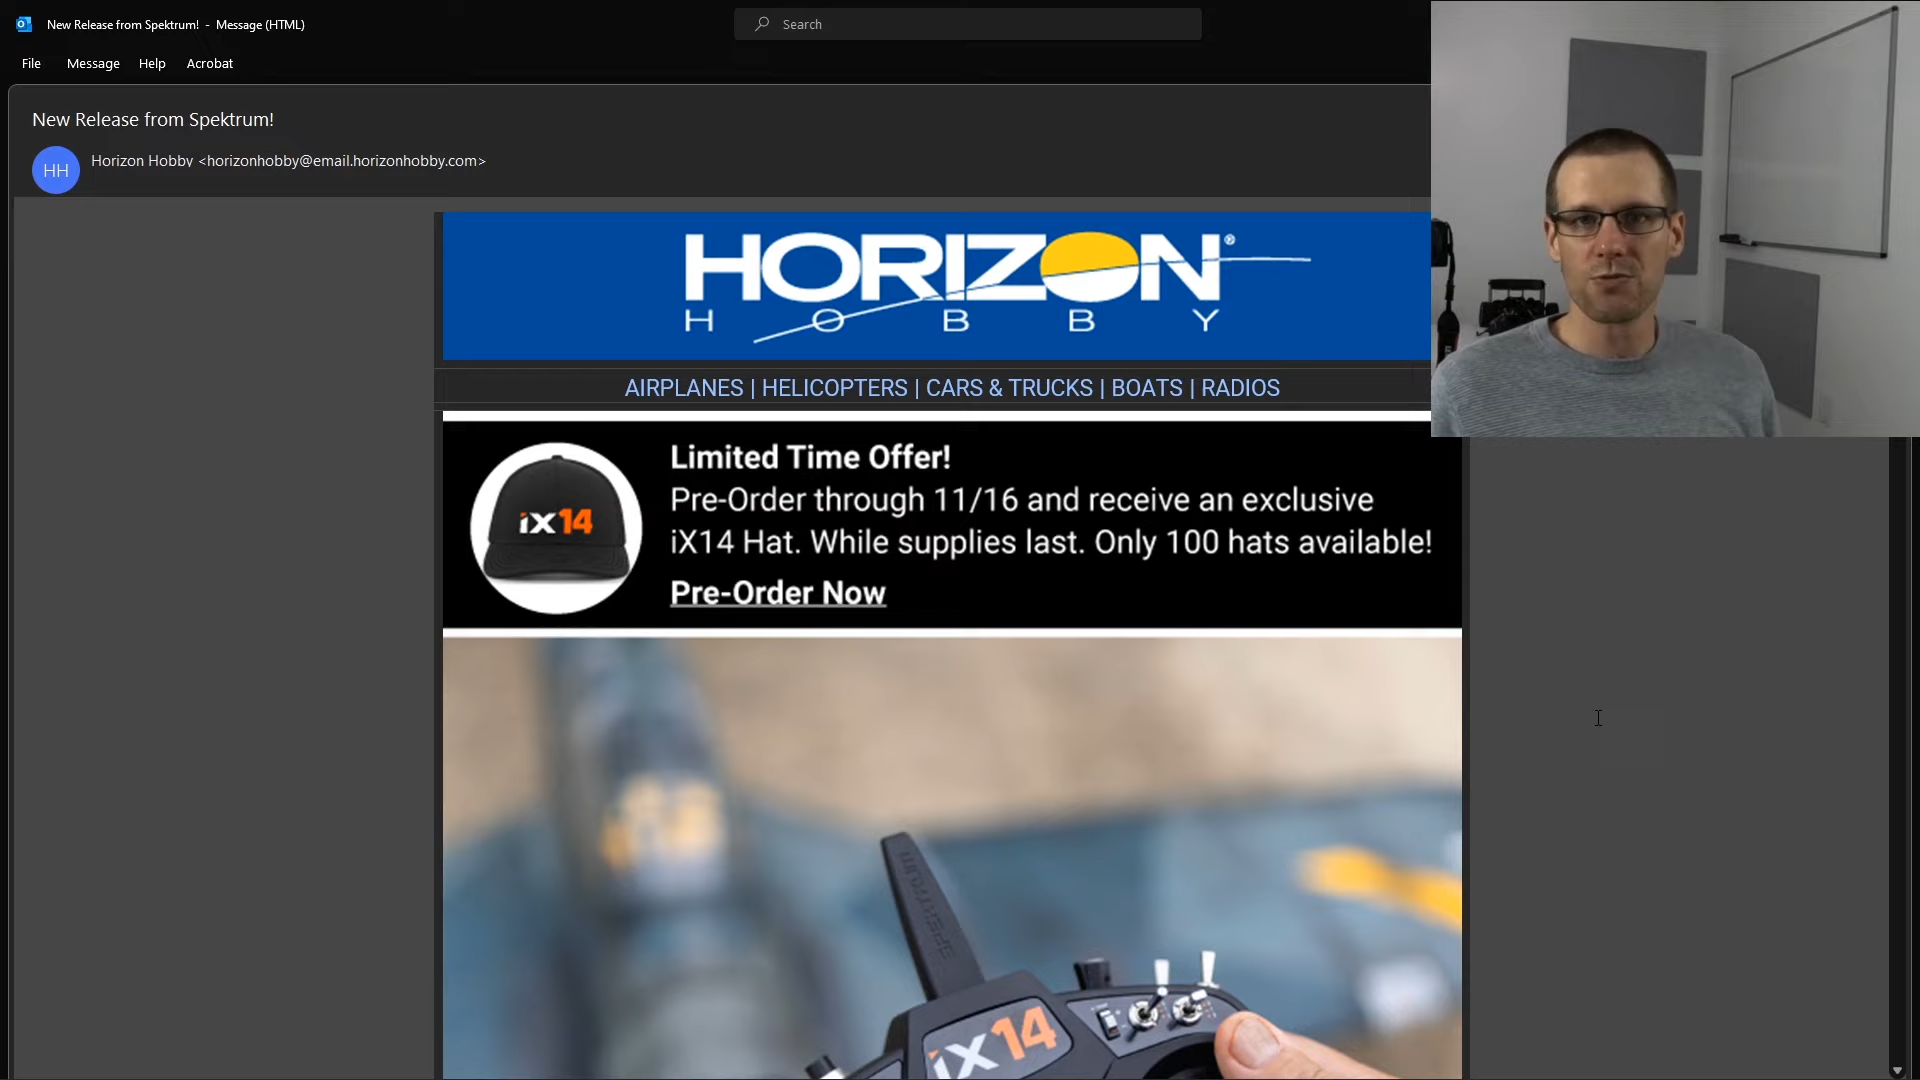 New Release from Spektrum! - Message (HTML)
Search
File Message Help Acrobat
New Release from Spektrum!
HH
Horizon Hobby <horizonhobby@email.horizonhobby.com>
HORIZON®
HOBBY
AIRPLANES | HELICOPTERS | CARS & TRUCKS | BOATS | RADIOS
iX14
Limited Time Offer!
Pre-Order through 11/16 and receive an exclusive
iX14 Hat. While supplies last. Only 100 hats available!
Pre-Order Now
SPEKTRUM
iX14